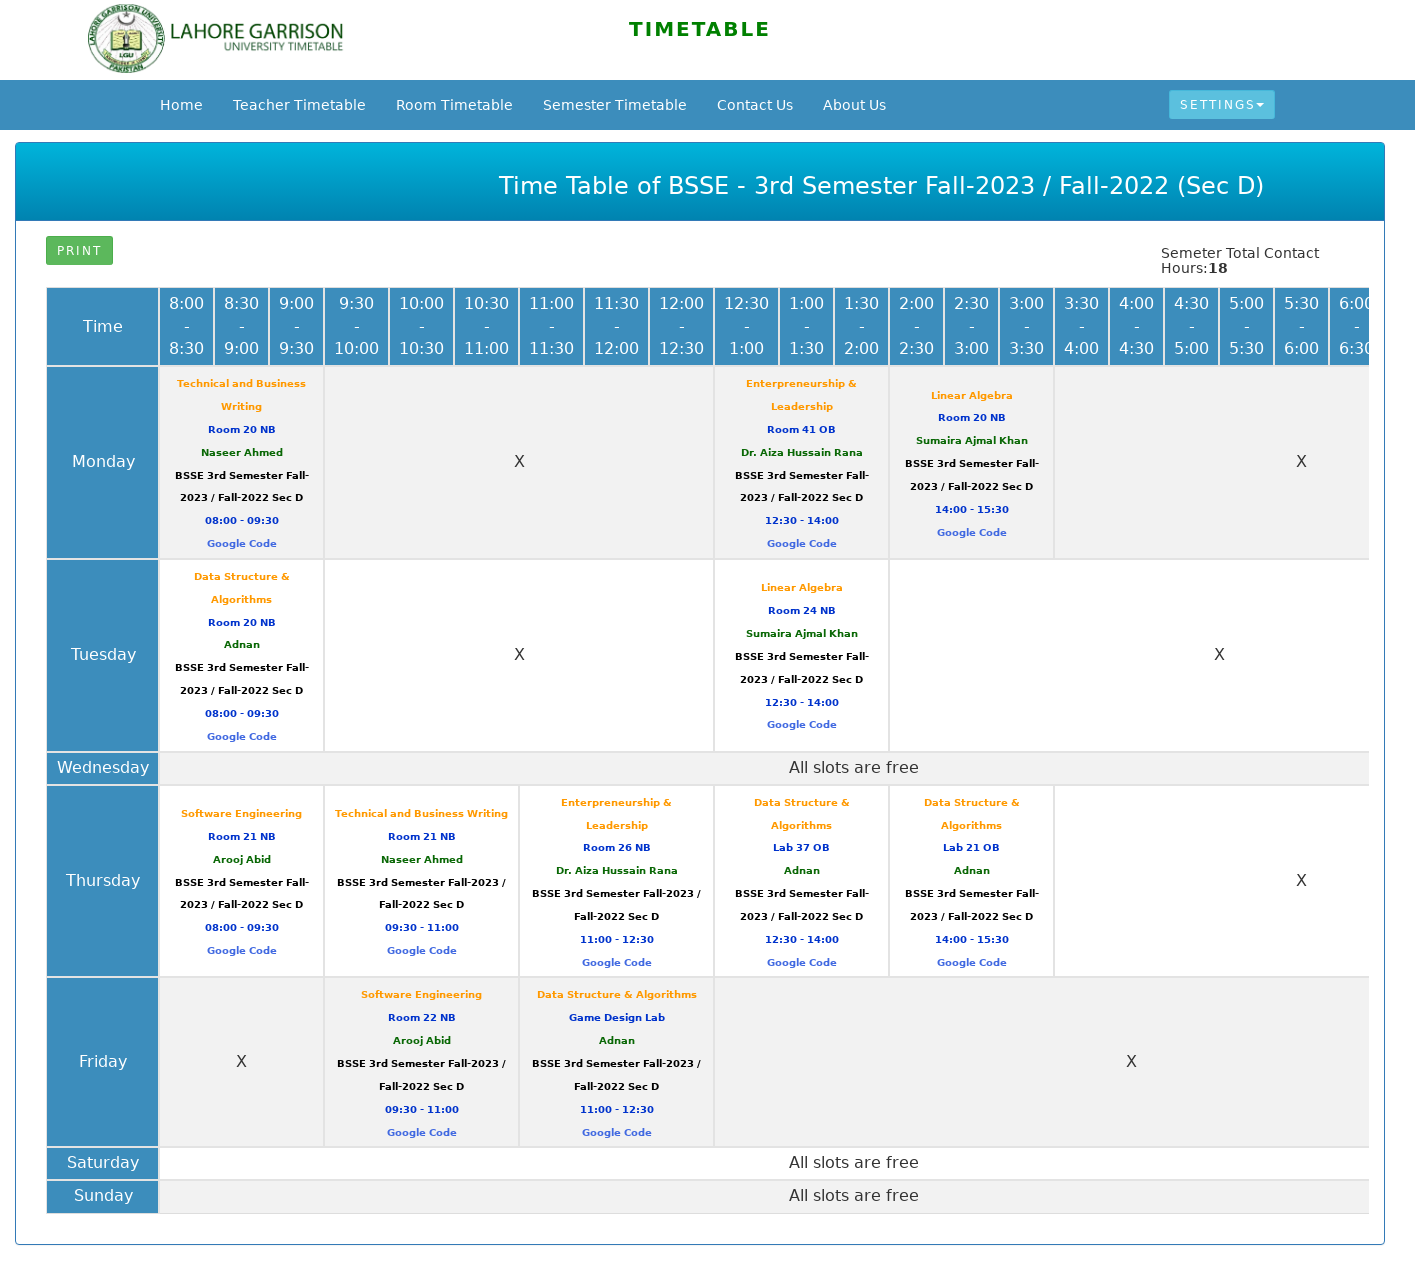 LAHORE GARRISON
UNIVERSITY TIMETABLE
TIMETABLE
Home Teacher Timetable Room Timetable Semester Timetable Contact Us About Us SETTINGS
Time Table of BSSE - 3rd Semester Fall-2023 / Fall-2022 (Sec D)
PRINT
Semeter Total Contact
Hours:18
Time
8:00 - 8:30
8:30 - 9:00
9:00 - 9:30
9:30 - 10:00
10:00 - 10:30
10:30 - 11:00
11:00 - 11:30
11:30 - 12:00
12:00 - 12:30
12:30 - 1:00
1:00 - 1:30
1:30 - 2:00
2:00 - 2:30
2:30 - 3:00
3:00 - 3:30
3:30 - 4:00
4:00 - 4:30
4:30 - 5:00
5:00 - 5:30
5:30 - 6:00
6:00 - 6:30
Monday
Technical and Business
Writing
Room 20 NB
Naseer Ahmed
BSSE 3rd Semester Fall-
2023 / Fall-2022 Sec D
08:00 - 09:30
Google Code
X
Enterpreneurship &
Leadership
Room 41 OB
Dr. Aiza Hussain Rana
BSSE 3rd Semester Fall-
2023 / Fall-2022 Sec D
12:30 - 14:00
Google Code
Linear Algebra
Room 20 NB
Sumaira Ajmal Khan
BSSE 3rd Semester Fall-
2023 / Fall-2022 Sec D
14:00 - 15:30
Google Code
X
Tuesday
Data Structure &
Algorithms
Room 20 NB
Adnan
BSSE 3rd Semester Fall-
2023 / Fall-2022 Sec D
08:00 - 09:30
Google Code
X
Linear Algebra
Room 24 NB
Sumaira Ajmal Khan
BSSE 3rd Semester Fall-
2023 / Fall-2022 Sec D
12:30 - 14:00
Google Code
X
Wednesday
All slots are free
Thursday
Software Engineering
Room 21 NB
Arooj Abid
BSSE 3rd Semester Fall-
2023 / Fall-2022 Sec D
08:00 - 09:30
Google Code
Technical and Business Writing
Room 21 NB
Naseer Ahmed
BSSE 3rd Semester Fall-2023 /
Fall-2022 Sec D
09:30 - 11:00
Google Code
Enterpreneurship &
Leadership
Room 26 NB
Dr. Aiza Hussain Rana
BSSE 3rd Semester Fall-2023 /
Fall-2022 Sec D
11:00 - 12:30
Google Code
Data Structure &
Algorithms
Lab 37 OB
Adnan
BSSE 3rd Semester Fall-
2023 / Fall-2022 Sec D
12:30 - 14:00
Google Code
Data Structure &
Algorithms
Lab 21 OB
Adnan
BSSE 3rd Semester Fall-
2023 / Fall-2022 Sec D
14:00 - 15:30
Google Code
X
Friday
X
Software Engineering
Room 22 NB
Arooj Abid
BSSE 3rd Semester Fall-2023 /
Fall-2022 Sec D
09:30 - 11:00
Google Code
Data Structure & Algorithms
Game Design Lab
Adnan
BSSE 3rd Semester Fall-2023 /
Fall-2022 Sec D
11:00 - 12:30
Google Code
X
Saturday
All slots are free
Sunday
All slots are free